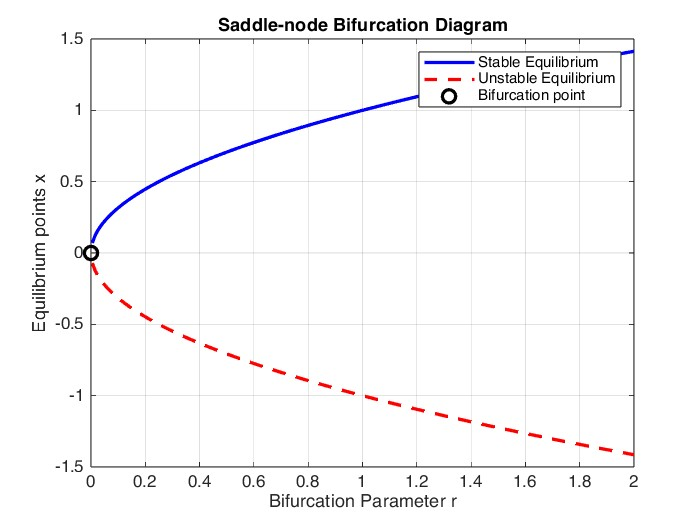 Saddle-node Bifurcation Diagram
Stable Equilibrium
Unstable Equilibrium
Bifurcation point
Equilibrium points x
1.5
1
0.5
0
-0.5
-1
-1.5
0 0.2 0.4 0.6 0.8 1 1.2 1.4 1.6 1.8 2
Bifurcation Parameter r